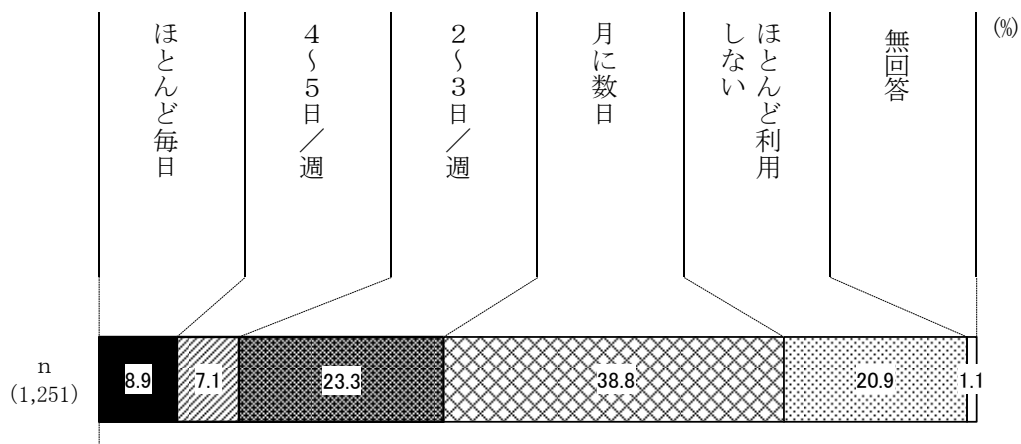 (%)
ほとんど毎日
4～5日／週
2～3日／週
月に数日
ほとんど利用
しない
無回答
n
(1,251)
8.9
7.1
23.3
38.8
20.9
1.1